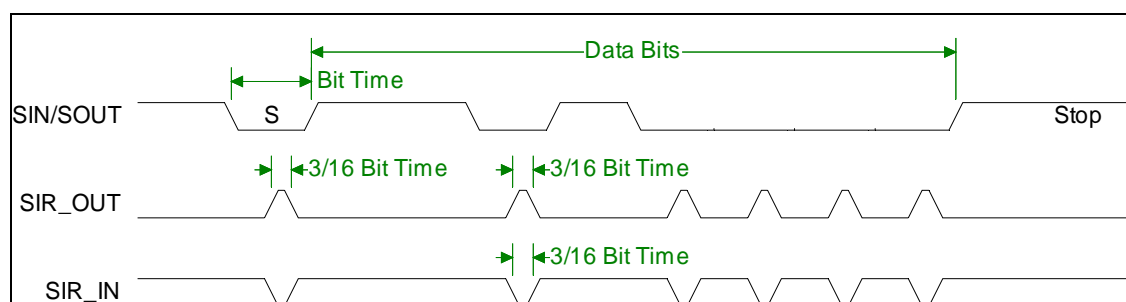 Data Bits
Bit Time
SIN/SOUT S Stop
3/16 Bit Time 3/16 Bit Time
SIR_OUT
3/16 Bit Time
SIR_IN